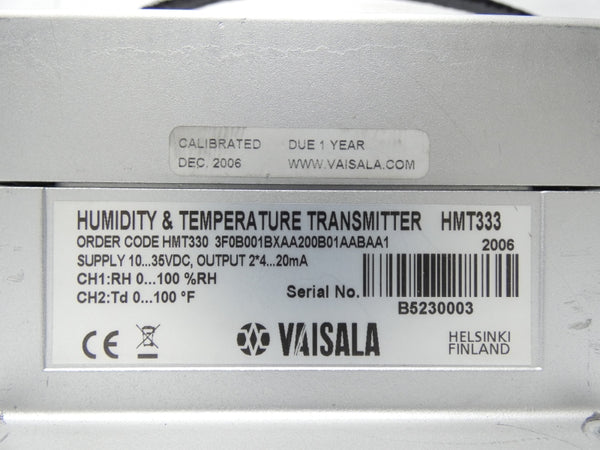 CALIBRATED DUE 1 YEAR
DEC. 2006 WWW.VAISALA.COM
HUMIDITY & TEMPERATURE TRANSMITTER HMT333
ORDER CODE HMT330 3F0B001BXAA200B01AABAA1 2006
SUPPLY 10...35VDC, OUTPUT 2*4...20mA
CH1:RH 0...100 %RH
CH2:Td 0...100 °F
Serial No.
B5230003
CE VAISALA
HELSINKI
FINLAND